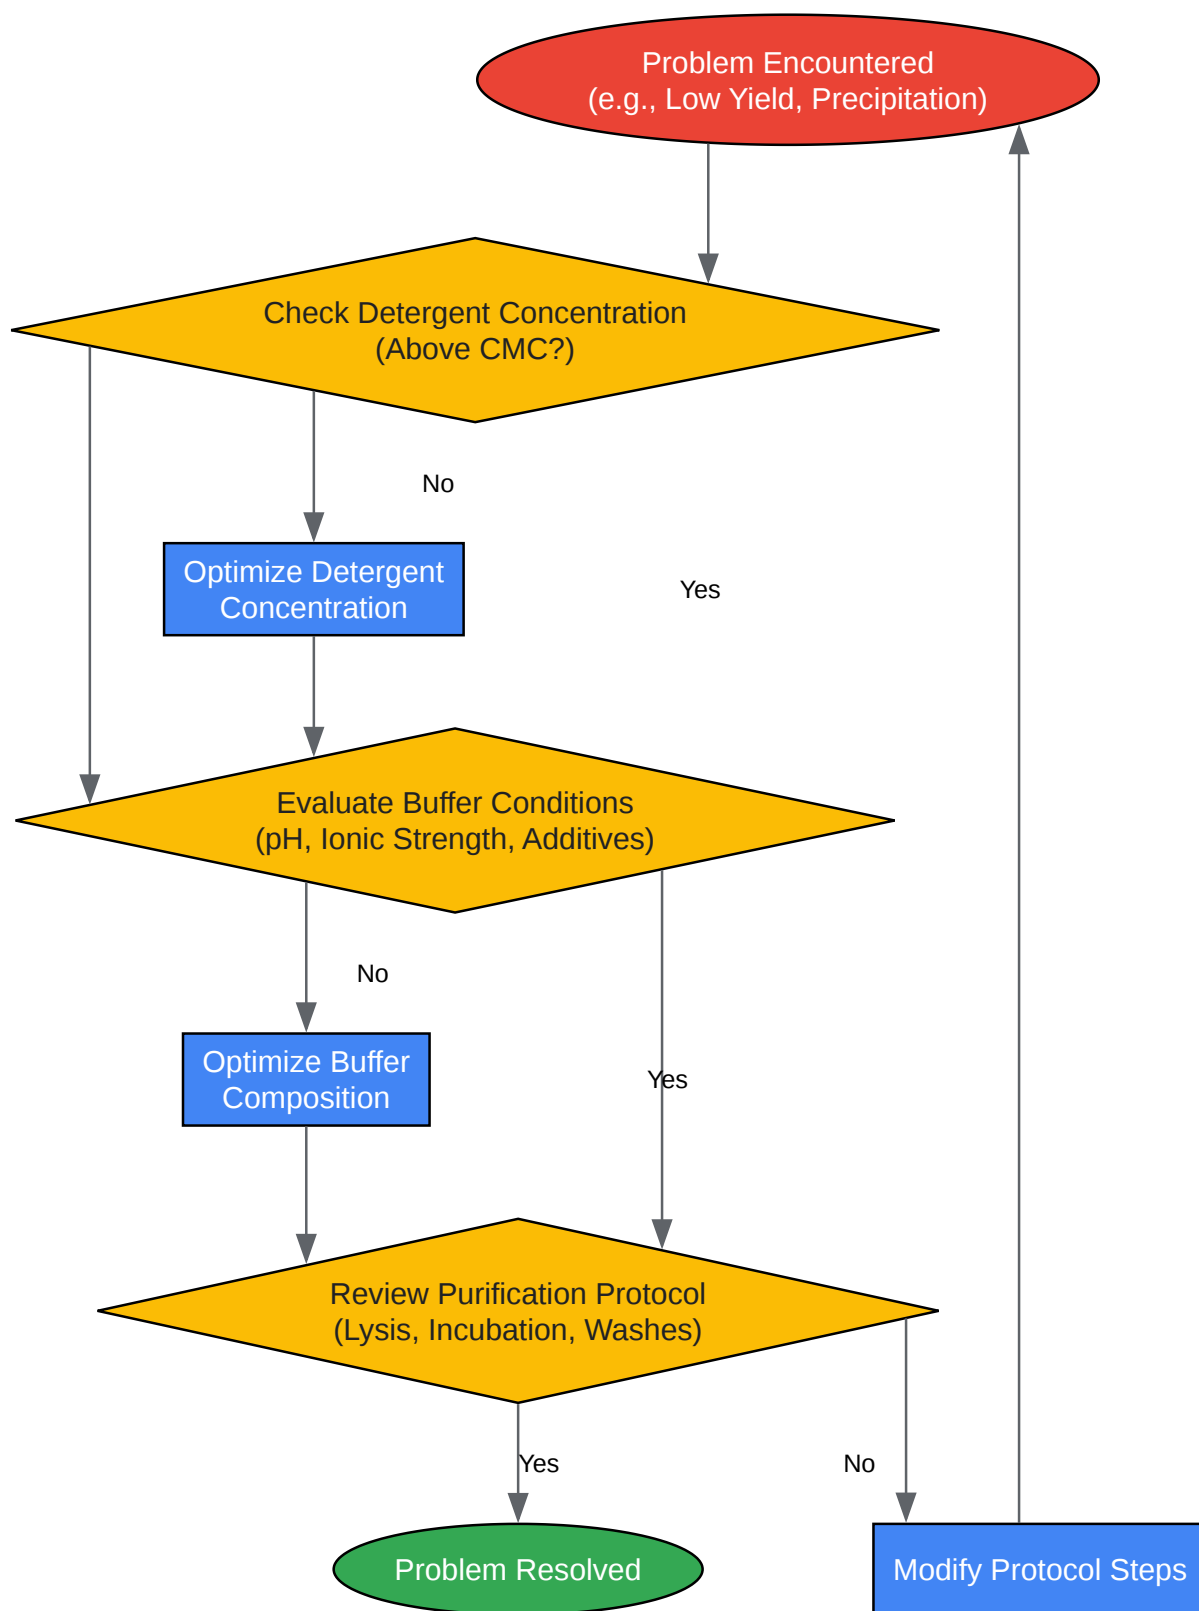 Problem Encountered
(e.g., Low Yield, Precipitation)
Check Detergent Concentration
(Above CMC?)
No
Optimize Detergent
Concentration
Yes
Evaluate Buffer Conditions
(pH, Ionic Strength, Additives)
No
Optimize Buffer
Composition
Yes
Review Purification Protocol
(Lysis, Incubation, Washes)
Yes
No
Problem Resolved
Modify Protocol Steps